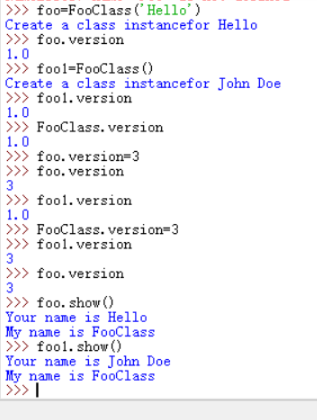 >>> foo=FooClass('Hello')
Create a class instancefor Hello
>>> foo.version
1.0
>>> foo1=FooClass()
Create a class instancefor John Doe
>>> foo1.version
1.0
>>> FooClass.version
1.0
>>> foo.version=3
>>> foo.version
3
>>> foo1.version
1.0
>>> FooClass.version=3
>>> foo1.version
3
>>> foo.version
3
>>> foo.show()
Your name is Hello
My name is FooClass
>>> foo1.show()
Your name is John Doe
My name is FooClass
>>>